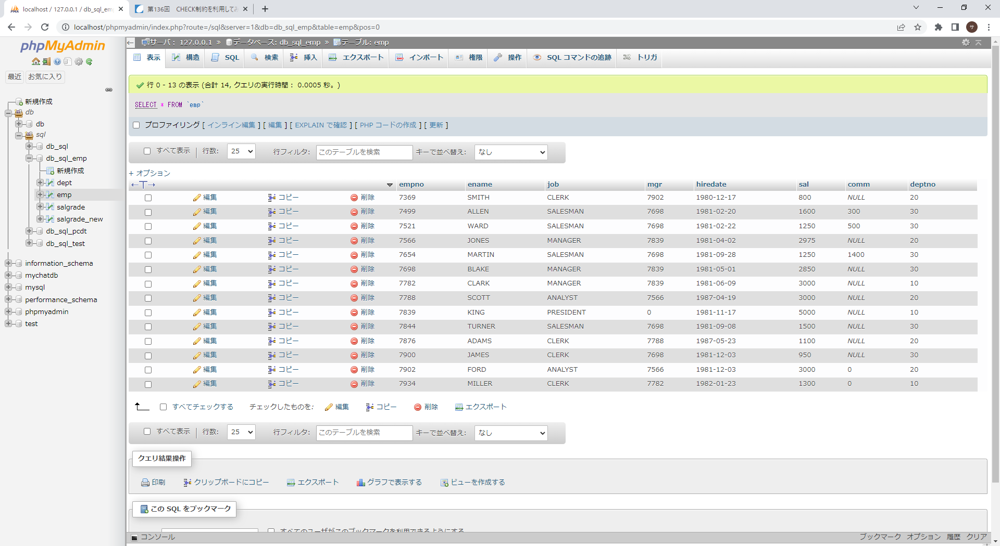 localhost / 127.0.0.1 / db_sql_em
第136回　CHECK制約を利用してみ
localhost/phpmyadmin/index.php?route=/sql&server=1&db=db_sql_emp&table=emp&pos=0
サ
phpMyAdmin
最近 お気に入り
新規作成
db
db
sql
db_sql
db_sql_emp
新規作成
dept
emp
salgrade
salgrade_new
db_sql_pcdt
db_sql_test
information_schema
mychatdb
mysql
performance_schema
phpmyadmin
test
サーバ： 127.0.0.1 » データベース: db_sql_emp » テーブル: emp
表示 構造 SQL 検索 挿入 エクスポート インポート 権限 操作 SQL コマンドの追跡 トリガ
行 0 - 13 の表示 (合計 14, クエリの実行時間： 0.0005 秒。)
SELECT * FROM `emp`
プロファイリング [ インライン編集 ] [ 編集 ] [ EXPLAIN で確認 ] [ PHP コードの作成 ] [ 更新 ]
すべて表示 | 行数: 25 行フィルタ: このテーブルを検索 キーで並べ替え: なし
+ オプション
←T→ empno ename job mgr hiredate sal comm deptno
編集 コピー 削除 7369 SMITH CLERK 7902 1980-12-17 800 NULL 20
編集 コピー 削除 7499 ALLEN SALESMAN 7698 1981-02-20 1600 300 30
編集 コピー 削除 7521 WARD SALESMAN 7698 1981-02-22 1250 500 30
編集 コピー 削除 7566 JONES MANAGER 7839 1981-04-02 2975 NULL 20
編集 コピー 削除 7654 MARTIN SALESMAN 7698 1981-09-28 1250 1400 30
編集 コピー 削除 7698 BLAKE MANAGER 7839 1981-05-01 2850 NULL 30
編集 コピー 削除 7782 CLARK MANAGER 7839 1981-06-09 3000 NULL 10
編集 コピー 削除 7788 SCOTT ANALYST 7566 1987-04-19 3000 NULL 20
編集 コピー 削除 7839 KING PRESIDENT 0 1981-11-17 5000 NULL 10
編集 コピー 削除 7844 TURNER SALESMAN 7698 1981-09-08 1500 NULL 30
編集 コピー 削除 7876 ADAMS CLERK 7788 1987-05-23 1100 NULL 20
編集 コピー 削除 7900 JAMES CLERK 7698 1981-12-03 950 NULL 30
編集 コピー 削除 7902 FORD ANALYST 7566 1981-12-03 3000 0 20
編集 コピー 削除 7934 MILLER CLERK 7782 1982-01-23 1300 0 10
すべてチェックする チェックしたものを: 編集 コピー 削除 エクスポート
すべて表示 | 行数: 25 行フィルタ: このテーブルを検索 キーで並べ替え: なし
クエリ結果操作
印刷 クリップボードにコピー エクスポート グラフで表示する ビューを作成する
この SQL をブックマーク
すべてのユーザがこのブックマークを利用できるようにする
コンソール ブックマーク オプション 履歴 クリア